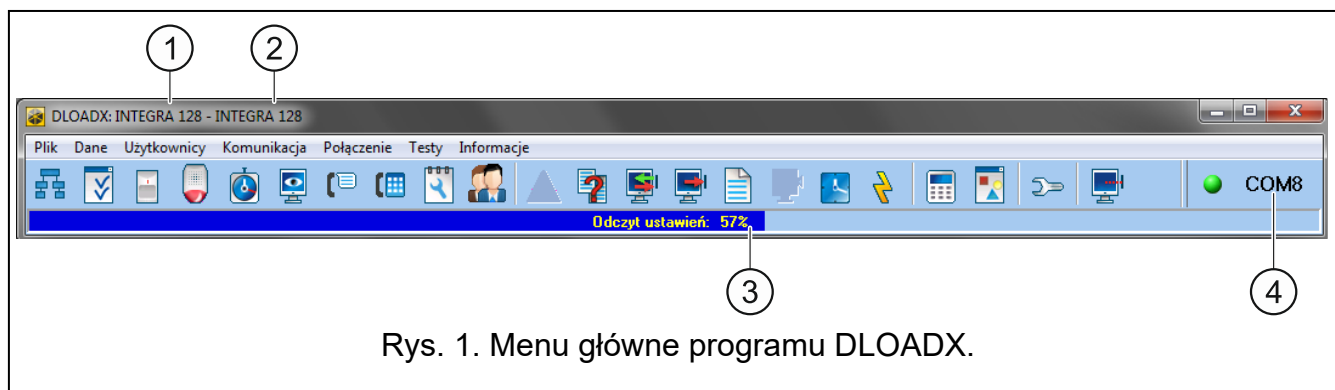 1 2
DLOADX: INTEGRA 128 - INTEGRA 128
Plik Dane Użytkownicy Komunikacja Połączenie Testy Informacje
COM8
Odczyt ustawień: 57%
3 4
Rys. 1. Menu główne programu DLOADX.